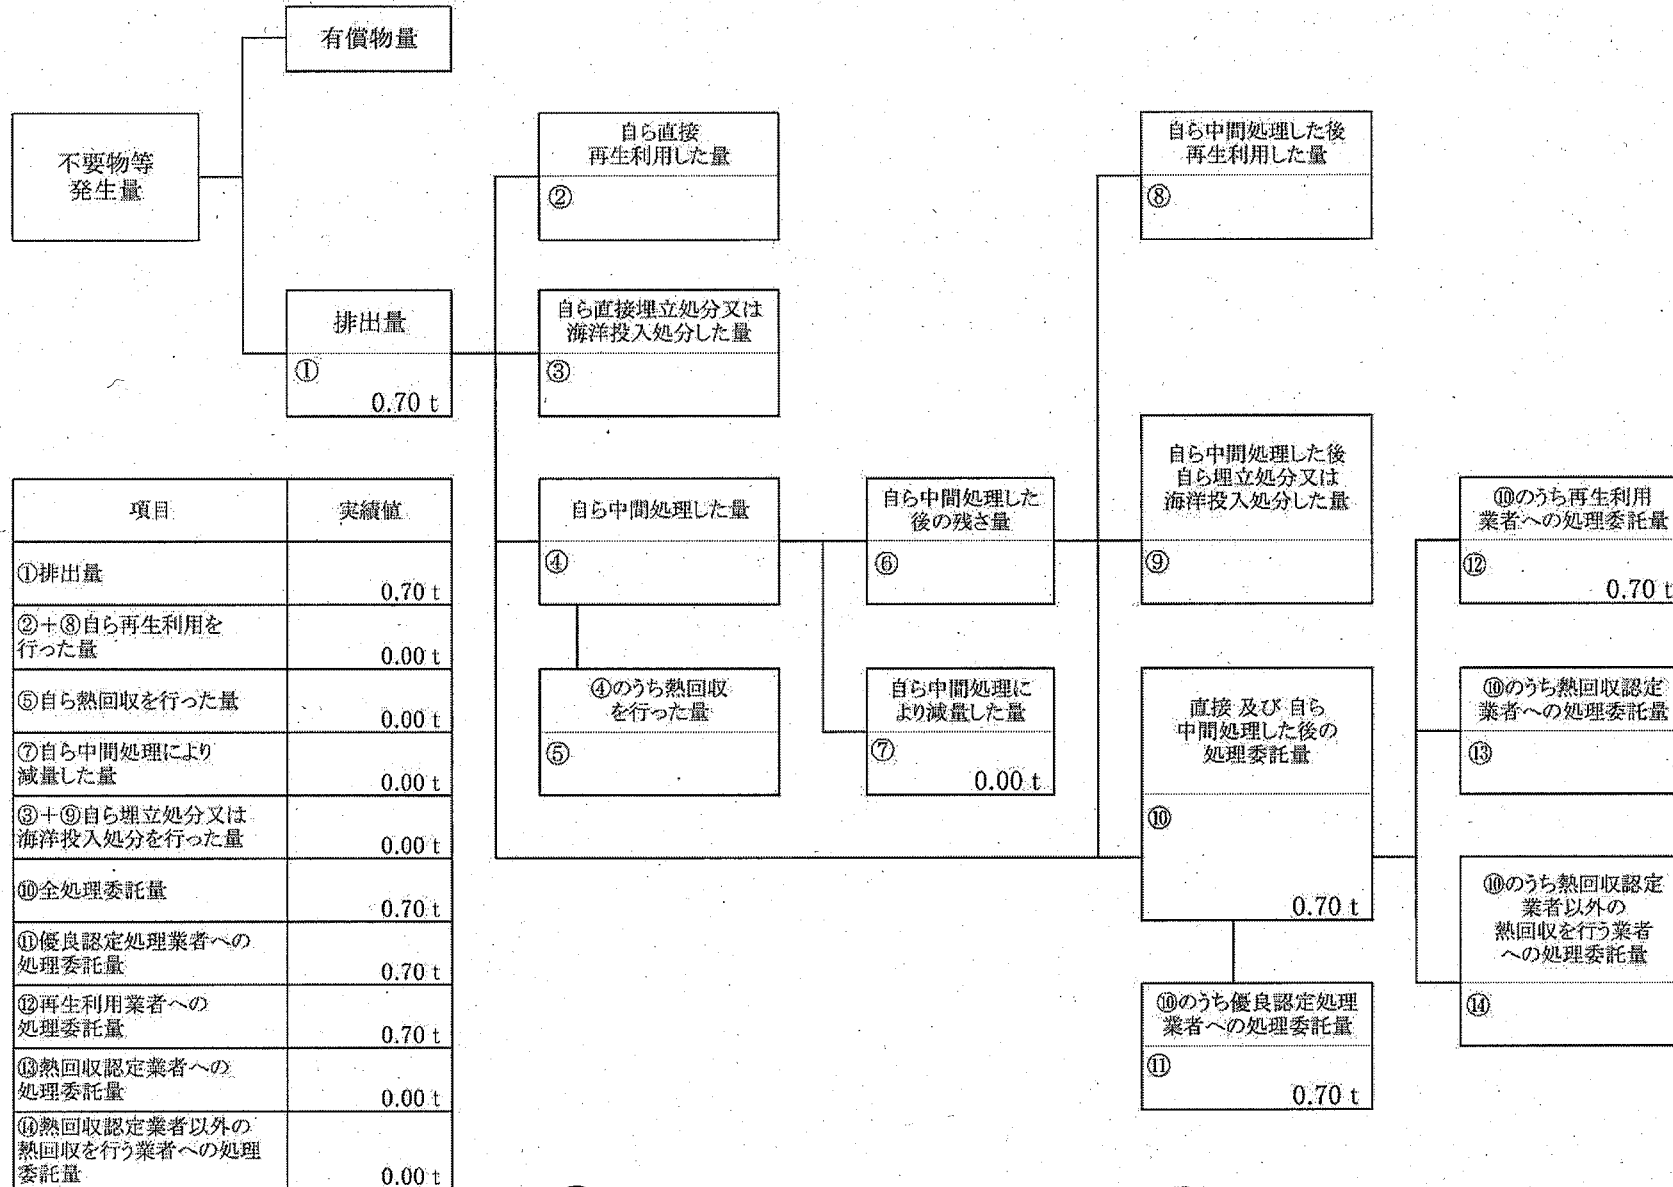 有償物量
不要物等
発生量
排出量
①
0.70 t
自ら直接
再生利用した量
②
自ら直接埋立処分又は
海洋投入処分した量
③
自ら中間処理した量
④
④のうち熱回収
を行った量
⑤
自ら中間処理した
後の残さ量
⑥
自ら中間処理に
より減量した量
⑦
0.00 t
自ら中間処理した後
再生利用した量
⑧
自ら中間処理した後
自ら埋立処分又は
海洋投入処分した量
⑨
直接 及び 自ら
中間処理した後の
処理委託量
⑩
0.70 t
⑩のうち優良認定処理
業者への処理委託量
⑪
0.70 t
⑩のうち再生利用
業者への処理委託量
⑫
0.70 t
⑩のうち熱回収認定
業者への処理委託量
⑬
⑩のうち熱回収認定
業者以外の
熱回収を行う業者
への処理委託量
⑭
項目 実績値
①排出量
0.70 t
②+⑧自ら再生利用を
行った量
0.00 t
⑤自ら熱回収を行った量
0.00 t
⑦自ら中間処理により
減量した量
0.00 t
③+⑨自ら埋立処分又は
海洋投入処分を行った量
0.00 t
⑩全処理委託量
0.70 t
⑪優良認定処理業者への
処理委託量
0.70 t
⑫再生利用業者への
処理委託量
0.70 t
⑬熱回収認定業者への
処理委託量
0.00 t
⑭熱回収認定業者以外の
熱回収を行う業者への処理
委託量
0.00 t